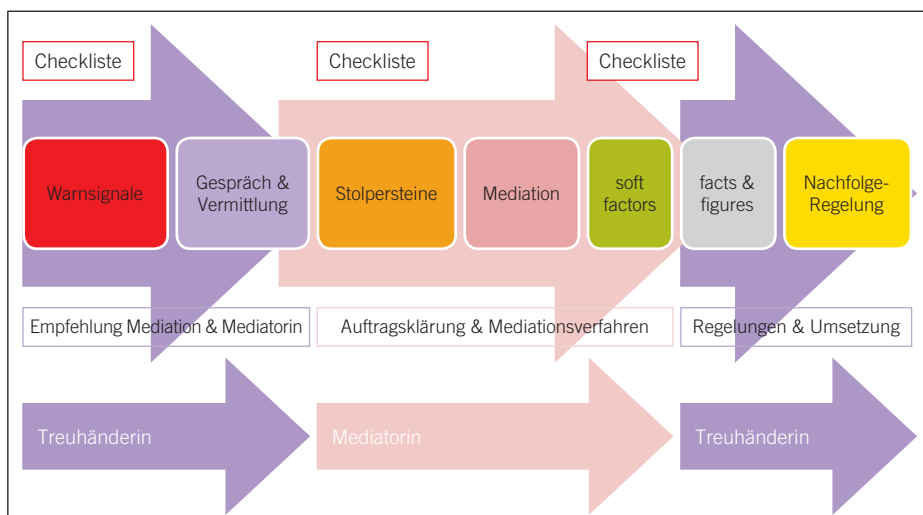 Checkliste
Checkliste
Checkliste
Warnsignale
Gespräch &
Vermittlung
Stolpersteine
Mediation
soft
factors
facts &
figures
Nachfolge-
Regelung
Empfehlung Mediation & Mediatorin
Auftragsklärung & Mediationsverfahren
Regelungen & Umsetzung
Treuhänderin
Mediatorin
Treuhänderin